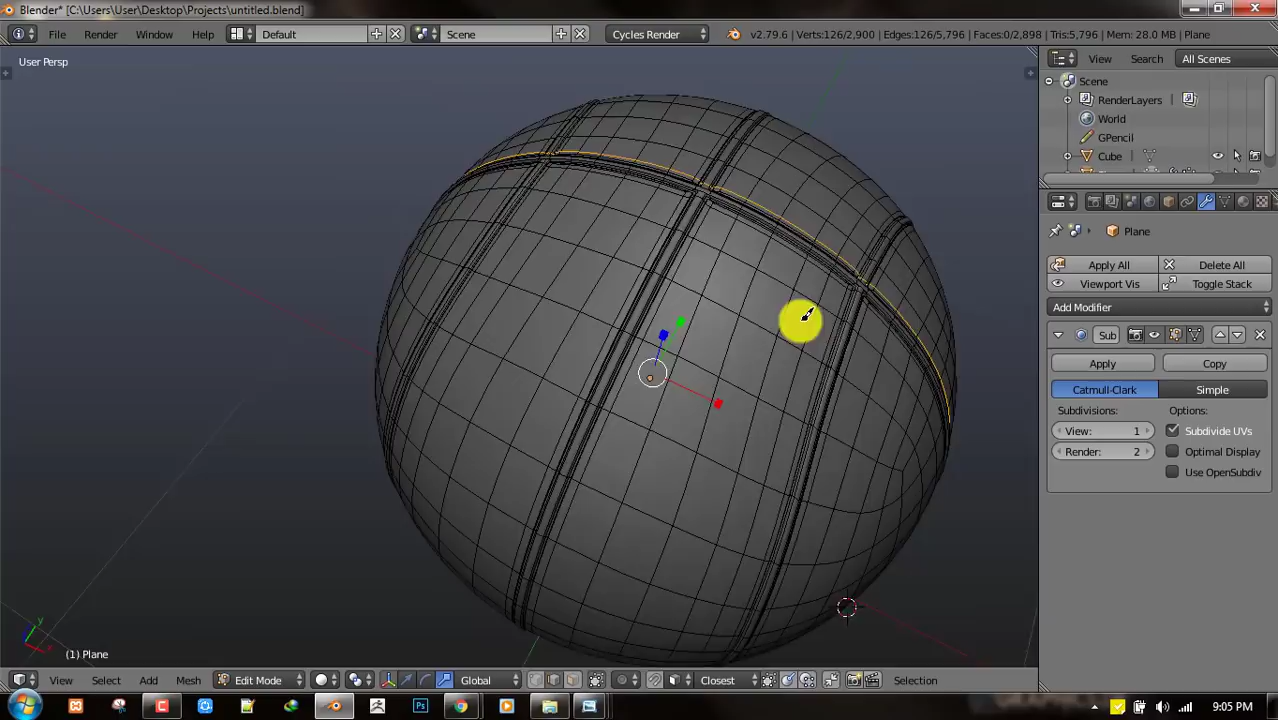 Blender* [C:\Users\User\Desktop\Projects\untitled.blend]
File Render Window Help Default Scene Cycles Render v2.79.6 | Verts:126/2,900 | Edges:126/5,796 | Faces:0/2,898 | Tris:5,796 | Mem: 28.0 MB | Plane
View Search All Scenes
User Persp
Scene
RenderLayers
World
GPencil
Cube
Plane
Apply All Delete All
Viewport Vis Toggle Stack
Add Modifier
Sub
Apply Copy
Catmull-Clark Simple
Subdivisions: Options:
View: 1 Subdivide UVs
Render: 2 Optimal Display
Use OpenSubdiv
y
x
(1) Plane
View Select Add Mesh Edit Mode Global Closest Selection
9:05 PM